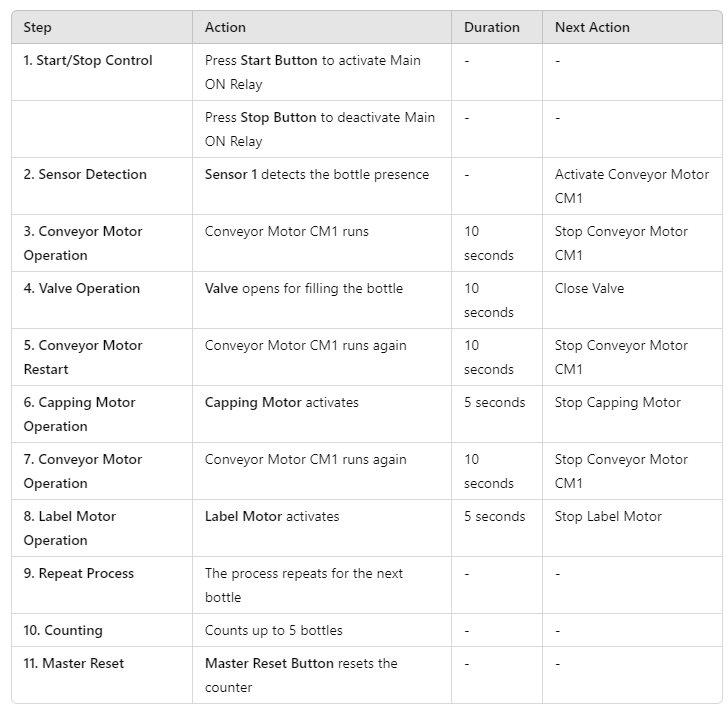 Step Action Duration Next Action
1. Start/Stop Control Press Start Button to activate Main - -
ON Relay
Press Stop Button to deactivate Main - -
ON Relay
2. Sensor Detection Sensor 1 detects the bottle presence - Activate Conveyor Motor
CM1
3. Conveyor Motor Conveyor Motor CM1 runs 10 Stop Conveyor Motor
Operation seconds CM1
4. Valve Operation Valve opens for filling the bottle 10 Close Valve
seconds
5. Conveyor Motor Conveyor Motor CM1 runs again 10 Stop Conveyor Motor
Restart seconds CM1
6. Capping Motor Capping Motor activates 5 seconds Stop Capping Motor
Operation
7. Conveyor Motor Conveyor Motor CM1 runs again 10 Stop Conveyor Motor
Operation seconds CM1
8. Label Motor Label Motor activates 5 seconds Stop Label Motor
Operation
9. Repeat Process The process repeats for the next - -
bottle
10. Counting Counts up to 5 bottles - -
11. Master Reset Master Reset Button resets the - -
counter